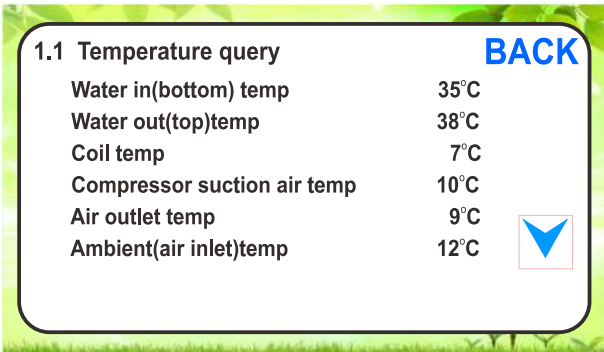 1.1 Temperature query BACK
Water in(bottom) temp 35°C
Water out(top)temp 38°C
Coil temp 7°C
Compressor suction air temp 10°C
Air outlet temp 9°C
Ambient(air inlet)temp 12°C